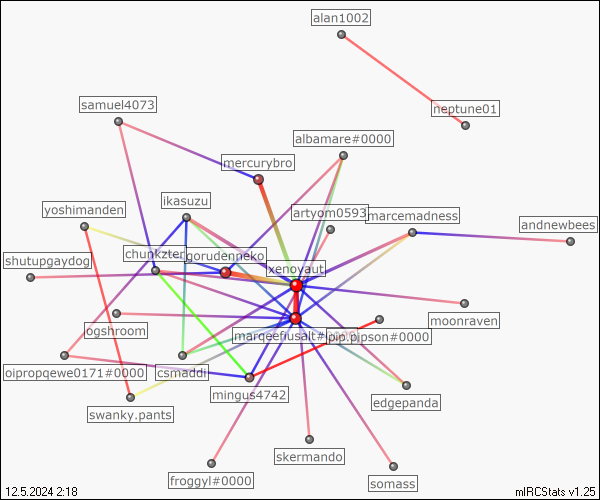 alan1002
samuel4073
neptune01
albamare#0000
mercurybro
ikasuzu
yoshimanden
artyom0593
marcemadness
andnewbees
chunkzter
gorudenneko
shutupgaydog
xenoyaut
moonraven
ogshroom
marqeefiusalt#
pip.pipson#0000
oipropqewe0171#0000
csmaddi
mingus4742
edgepanda
swanky.pants
skermando
froggyl#0000
somass
12.5.2024 2:18
mIRCStats v1.25